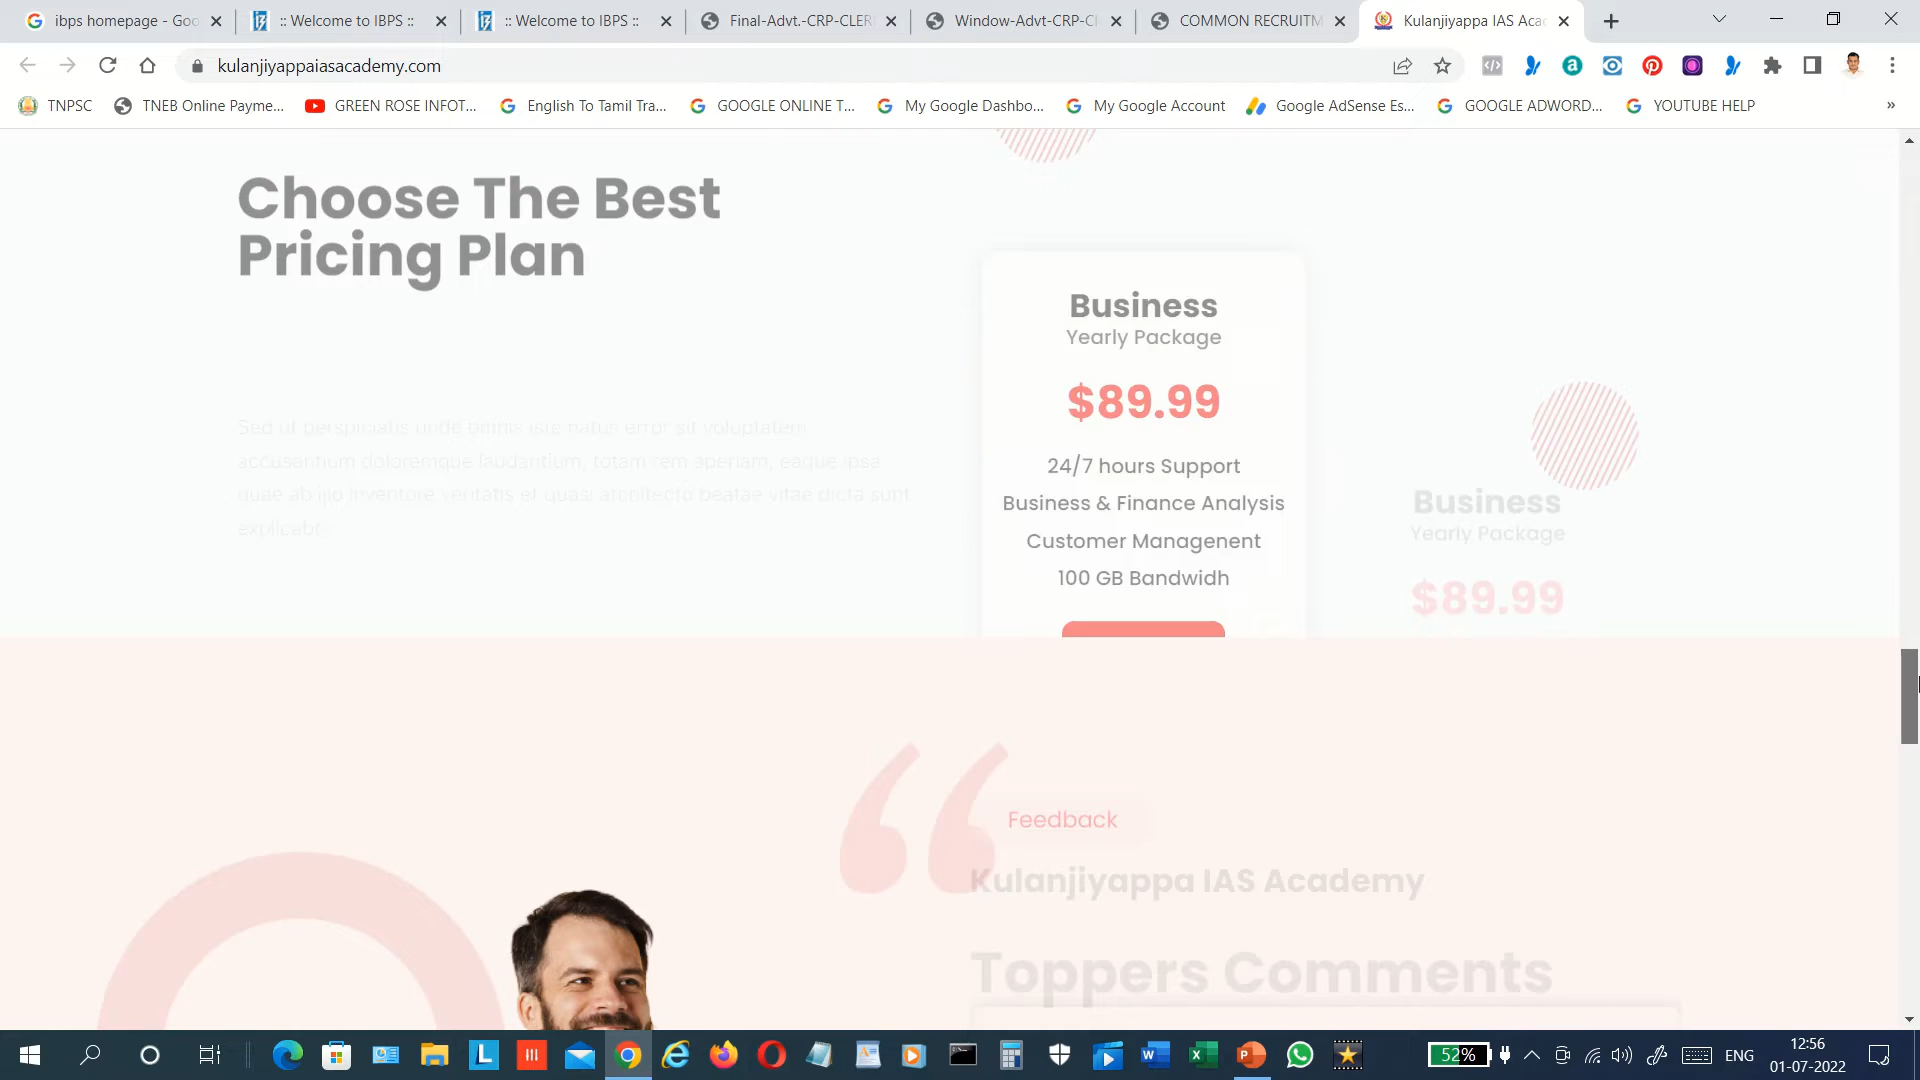 ibps homepage - Goo
:: Welcome to IBPS ::
:: Welcome to IBPS ::
Final-Advt.-CRP-CLER
Window-Advt-CRP-Cl
COMMON RECRUITM
Kulanjiyappa IAS Aca
kulanjiyappaiasacademy.com
TNPSC
TNEB Online Payme...
GREEN ROSE INFOT...
English To Tamil Tra...
GOOGLE ONLINE T...
My Google Dashbo...
My Google Account
Google AdSense Es...
GOOGLE ADWORD...
YOUTUBE HELP
Choose The Best
Pricing Plan
Sed ut perspiciatis unde omnis iste natus error sit voluptatem
accusantium doloremque laudantium, totam rem aperiam, eaque ipsa
quae ab illo inventore veritatis et quasi architecto beatae vitae dicta sunt
explicabo.
Business
Yearly Package
$89.99
24/7 hours Support
Business & Finance Analysis
Customer Managenent
100 GB Bandwidh
Business
Yearly Package
$89.99
Feedback
Kulanjiyappa IAS Academy
Toppers Comments
52%
ENG
12:56
01-07-2022